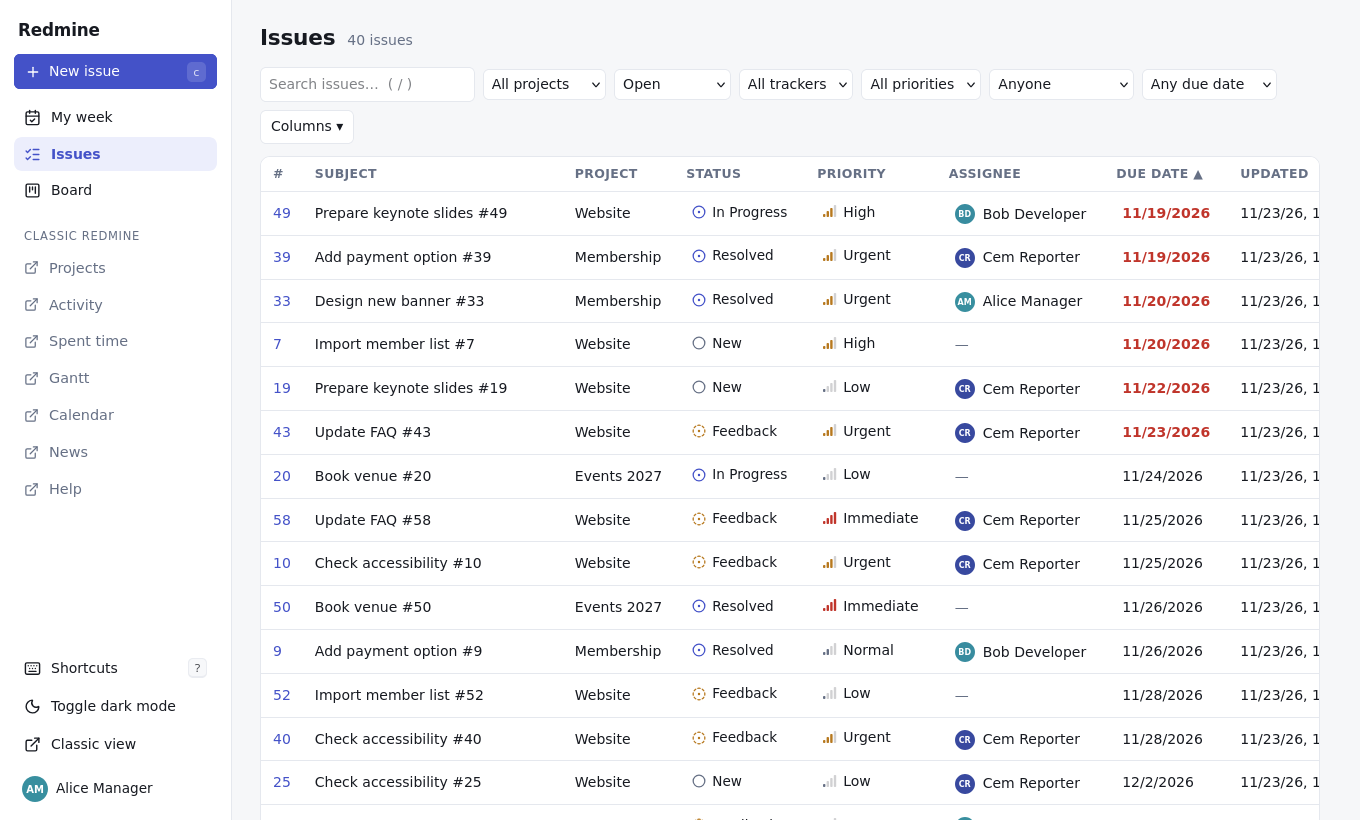 Redmine
New issue c
My week
Issues
Board
CLASSIC REDMINE
Projects
Activity
Spent time
Gantt
Calendar
News
Help
Shortcuts ?
Toggle dark mode
Classic view
AM Alice Manager
Issues 40 issues
Search issues… ( / ) All projects Open All trackers All priorities Anyone Any due date
Columns ▾
# SUBJECT PROJECT STATUS PRIORITY ASSIGNEE DUE DATE ▲ UPDATED
49 Prepare keynote slides #49 Website In Progress High BD Bob Developer 11/19/2026 11/23/26, 1
39 Add payment option #39 Membership Resolved Urgent CR Cem Reporter 11/19/2026 11/23/26, 1
33 Design new banner #33 Membership Resolved Urgent AM Alice Manager 11/20/2026 11/23/26, 1
7 Import member list #7 Website New High — 11/20/2026 11/23/26, 1
19 Prepare keynote slides #19 Website New Low CR Cem Reporter 11/22/2026 11/23/26, 1
43 Update FAQ #43 Website Feedback Urgent CR Cem Reporter 11/23/2026 11/23/26, 1
20 Book venue #20 Events 2027 In Progress Low — 11/24/2026 11/23/26, 1
58 Update FAQ #58 Website Feedback Immediate CR Cem Reporter 11/25/2026 11/23/26, 1
10 Check accessibility #10 Website Feedback Urgent CR Cem Reporter 11/25/2026 11/23/26, 1
50 Book venue #50 Events 2027 Resolved Immediate — 11/26/2026 11/23/26, 1
9 Add payment option #9 Membership Resolved Normal BD Bob Developer 11/26/2026 11/23/26, 1
52 Import member list #52 Website Feedback Low — 11/28/2026 11/23/26, 1
40 Check accessibility #40 Website Feedback Urgent CR Cem Reporter 11/28/2026 11/23/26, 1
25 Check accessibility #25 Website New Low CR Cem Reporter 12/2/2026 11/23/26, 1